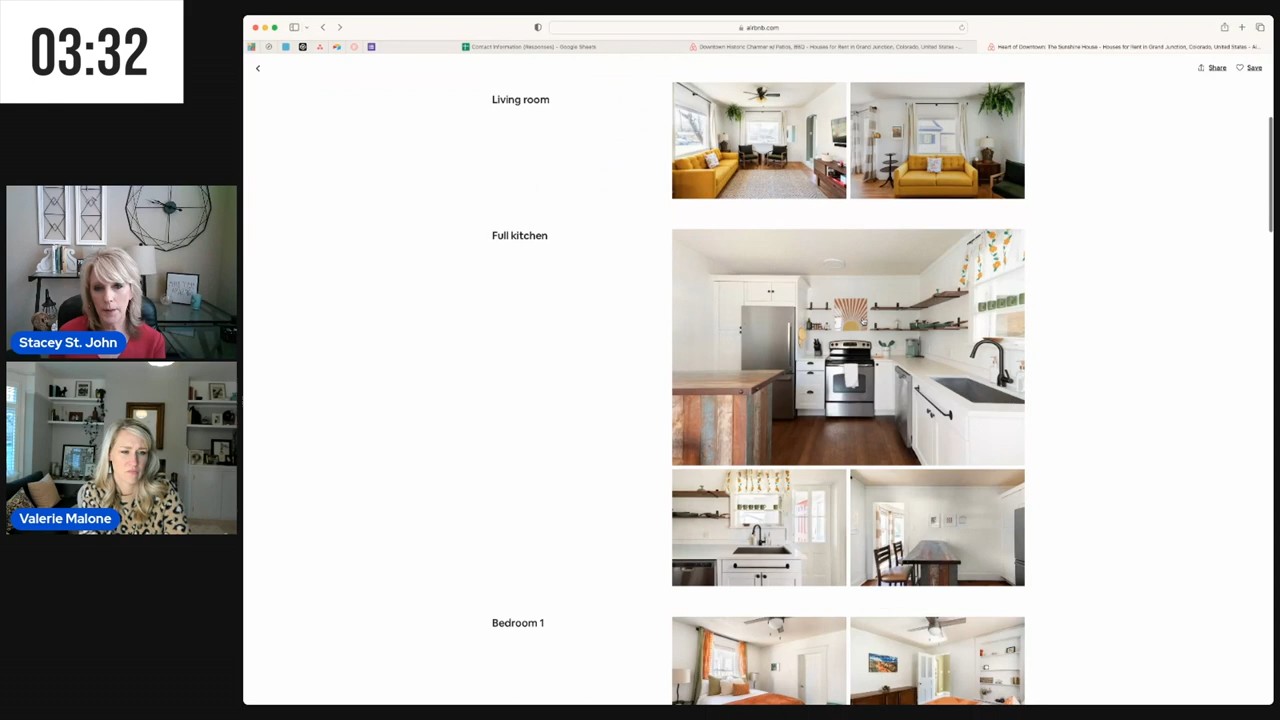 03:32
airbnb.com
Contact Information (Responses) – Google Sheets
Downtown Historic Charmer w/ Patios, BBQ - Houses for Rent in Grand Junction, Colorado, United States -...
Heart of Downtown: The Sunshine House - Houses for Rent in Grand Junction, Colorado, United States - Ai...
Share
Save
Living room
Full kitchen
Bedroom 1
Stacey St. John
Valerie Malone